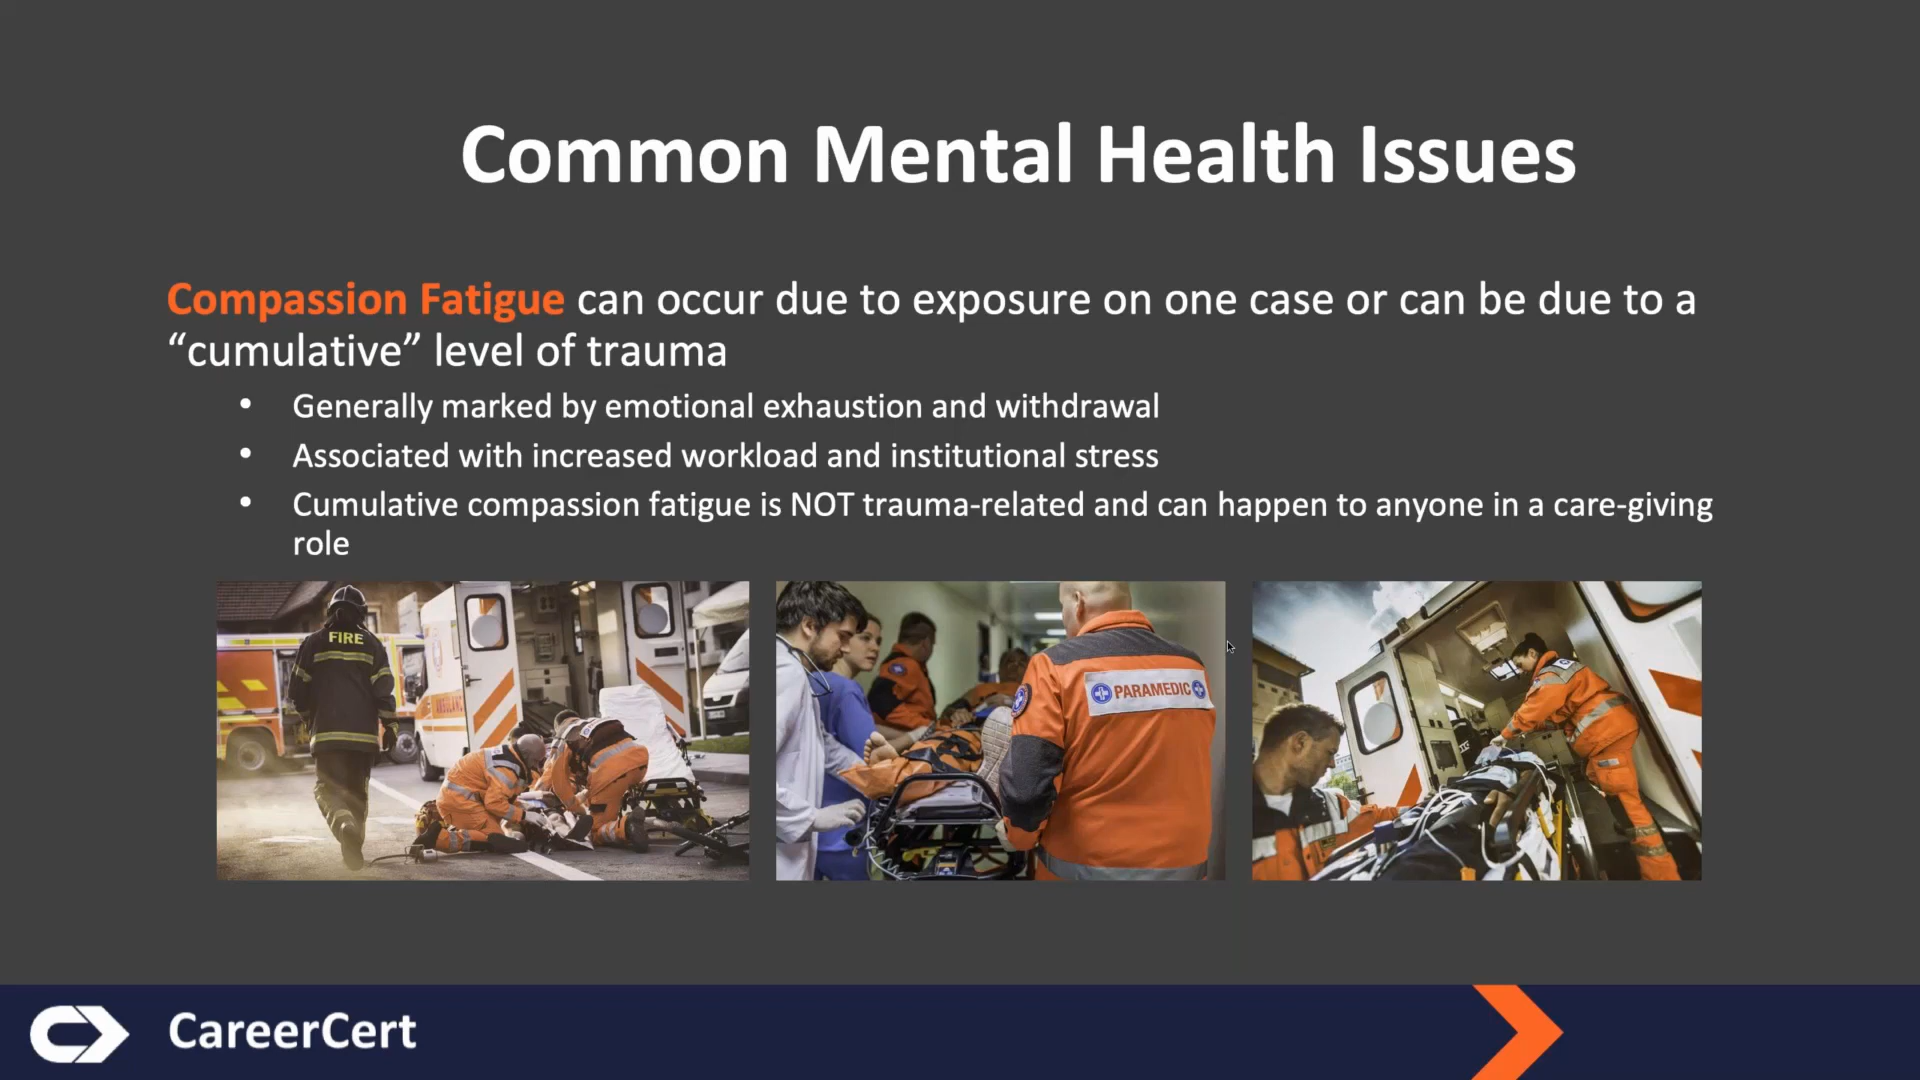 Common Mental Health Issues
Compassion Fatigue can occur due to exposure on one case or can be due to a
“cumulative” level of trauma
• Generally marked by emotional exhaustion and withdrawal
• Associated with increased workload and institutional stress
• Cumulative compassion fatigue is NOT trauma-related and can happen to anyone in a care-giving
role
FIRE
AMBULANC
PARAMEDIC
CareerCert